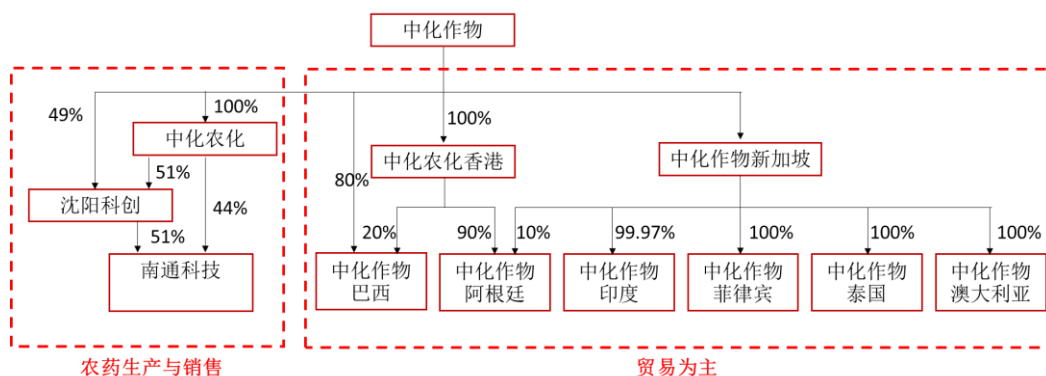 中化作物
49%
100%
100%
中化农化
中化农化香港
中化作物新加坡
51%
80%
沈阳科创
44%
51%
20%
90%
10%
99.97%
100%
100%
100%
南通科技
中化作物
巴西
中化作物
阿根廷
中化作物
印度
中化作物
菲律宾
中化作物
泰国
中化作物
澳大利亚
农药生产与销售
贸易为主